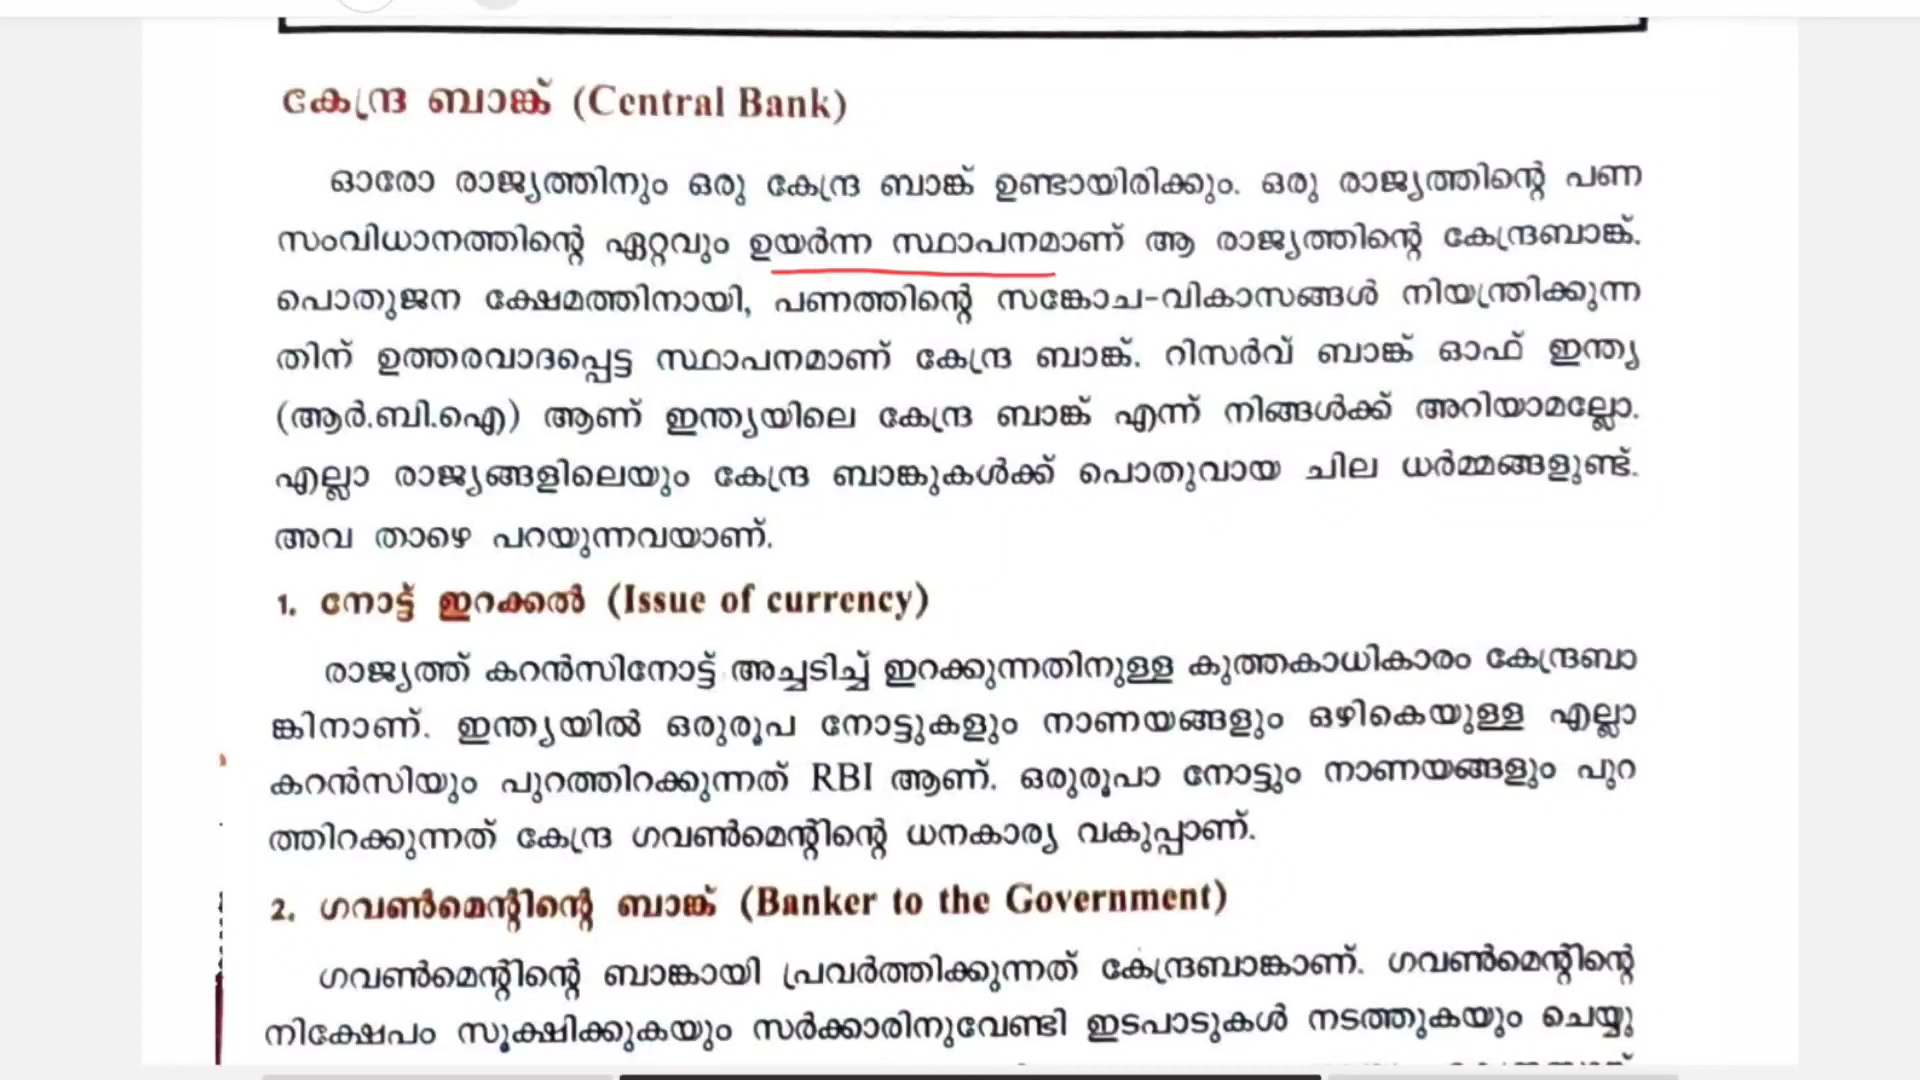 കേന്ദ്ര ബാങ്ക് (Central Bank)
ഓരോ രാജ്യത്തിനും ഒരു കേന്ദ്ര ബാങ്ക് ഉണ്ടായിരിക്കും. ഒരു രാജ്യത്തിന്റെ പണ
സംവിധാനത്തിന്റെ ഏറ്റവും ഉയർന്ന സ്ഥാപനമാണ് ആ രാജ്യത്തിന്റെ കേന്ദ്രബാങ്ക്.
പൊതുജന ക്ഷേമത്തിനായി, പണത്തിന്റെ സങ്കോച-വികാസങ്ങൾ നിയന്ത്രിക്കുന്ന
തിന് ഉത്തരവാദപ്പെട്ട സ്ഥാപനമാണ് കേന്ദ്ര ബാങ്ക്. റിസർവ് ബാങ്ക് ഓഫ് ഇന്ത്യ
(ആർ.ബി.ഐ) ആണ് ഇന്ത്യയിലെ കേന്ദ്ര ബാങ്ക് എന്ന് നിങ്ങൾക്ക് അറിയാമല്ലോ.
എല്ലാ രാജ്യങ്ങളിലെയും കേന്ദ്ര ബാങ്കുകൾക്ക് പൊതുവായ ചില ധർമ്മങ്ങളുണ്ട്.
അവ താഴെ പറയുന്നവയാണ്.
1. നോട്ട് ഇറക്കൽ (Issue of currency)
രാജ്യത്ത് കറൻസിനോട്ട് അച്ചടിച്ച് ഇറക്കുന്നതിനുള്ള കുത്തകാധികാരം കേന്ദ്രബാ
ങ്കിനാണ്. ഇന്ത്യയിൽ ഒരുരൂപ നോട്ടുകളും നാണയങ്ങളും ഒഴികെയുള്ള എല്ലാ
കറൻസിയും പുറത്തിറക്കുന്നത് RBI ആണ്. ഒരുരൂപാ നോട്ടും നാണയങ്ങളും പുറ
ത്തിറക്കുന്നത് കേന്ദ്ര ഗവൺമെന്റിന്റെ ധനകാര്യ വകുപ്പാണ്.
2. ഗവൺമെന്റിന്റെ ബാങ്ക് (Banker to the Government)
ഗവൺമെന്റിന്റെ ബാങ്കായി പ്രവർത്തിക്കുന്നത് കേന്ദ്രബാങ്കാണ്. ഗവൺമെന്റിന്റെ
നിക്ഷേപം സൂക്ഷിക്കുകയും സർക്കാരിനുവേണ്ടി ഇടപാടുകൾ നടത്തുകയും ചെയ്യു